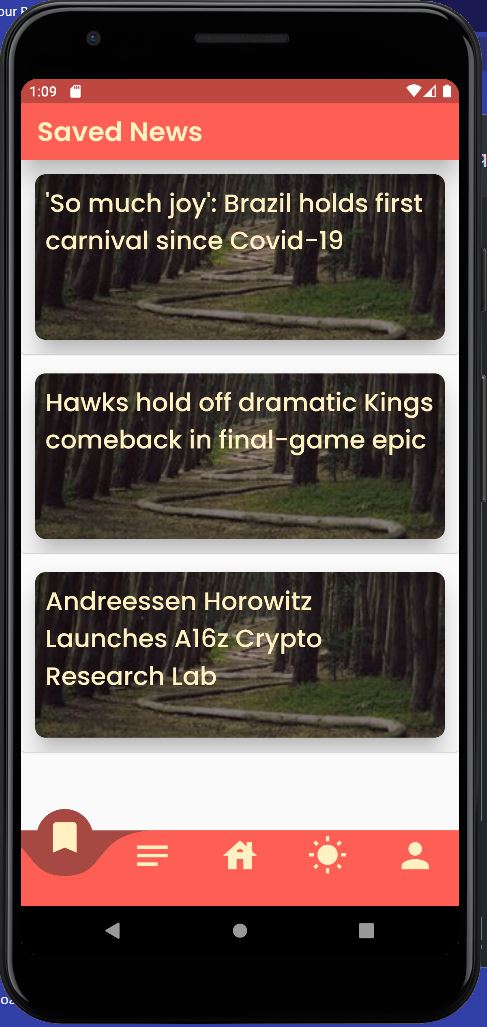 1:09
Saved News
'So much joy': Brazil holds first
carnival since Covid-19
Hawks hold off dramatic Kings
comeback in final-game epic
Andreessen Horowitz
Launches A16z Crypto
Research Lab